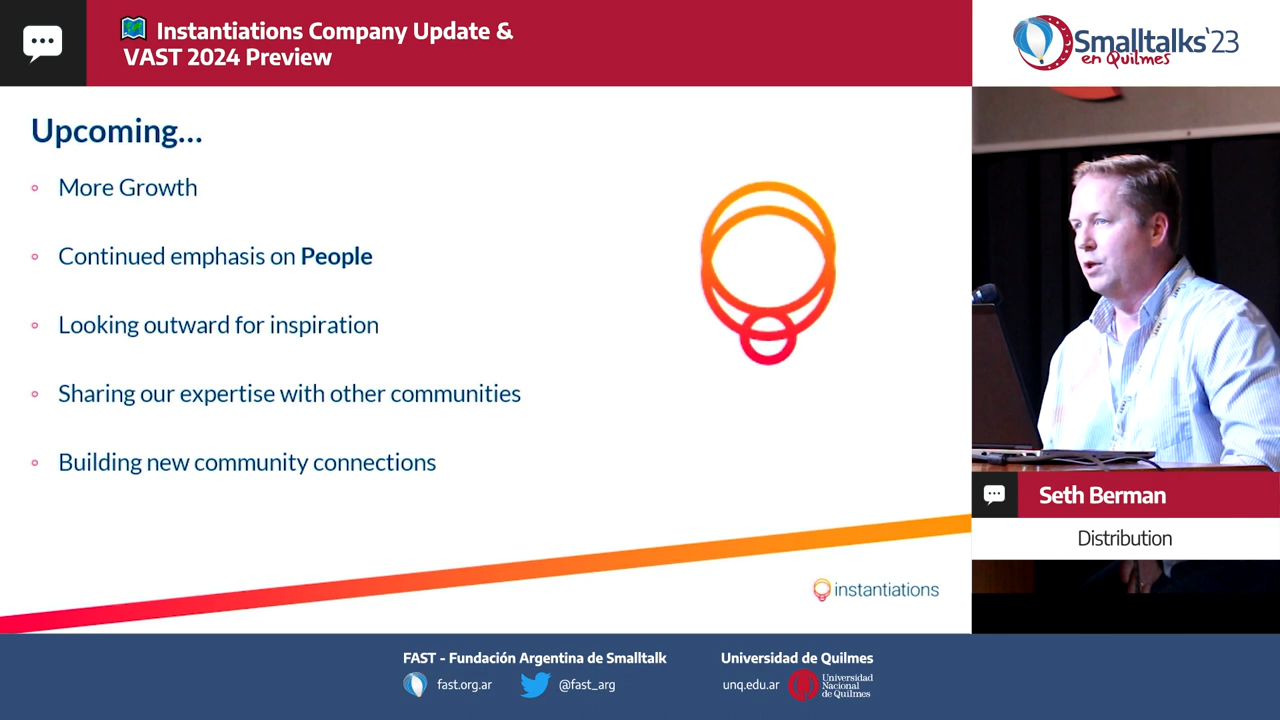 Instantiations Company Update &
VAST 2024 Preview
Smalltalks'23
en Quilmes
Upcoming...
More Growth
Continued emphasis on People
Looking outward for inspiration
Sharing our expertise with other communities
Building new community connections
instantiations
Seth Berman
Distribution
FAST - Fundación Argentina de Smalltalk
fast.org.ar
@fast_arg
Universidad de Quilmes
unq.edu.ar
Universidad
Nacional
de Quilmes